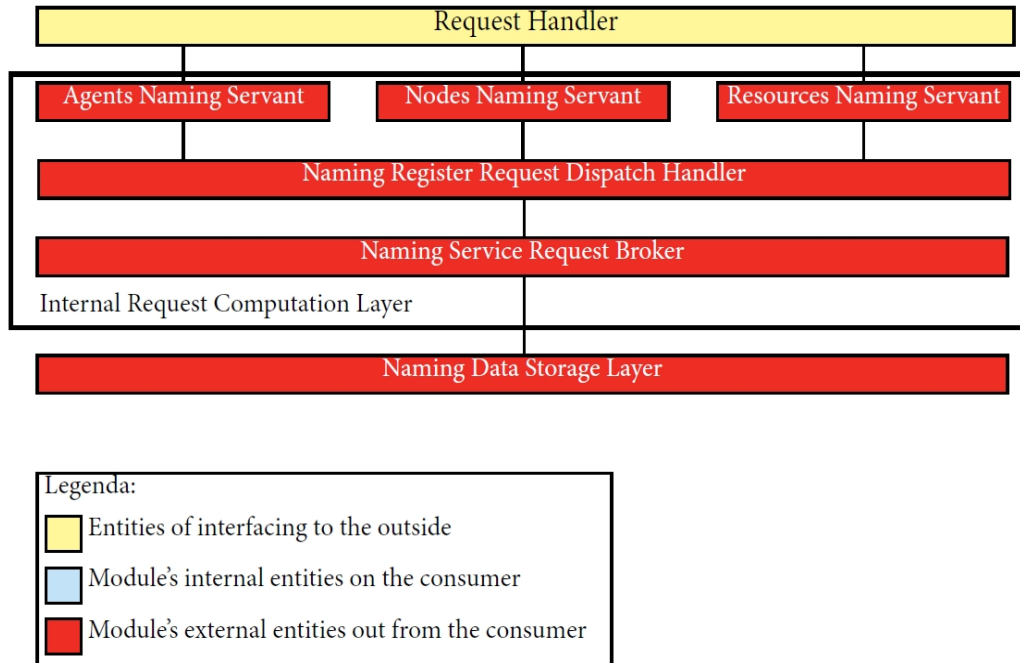 Request Handler
Agents Naming Servant
Nodes Naming Servant
Resources Naming Servant
Naming Register Request Dispatch Handler
Naming Service Request Broker
Internal Request Computation Layer
Naming Data Storage Layer
Legenda:
Entities of interfacing to the outside
Module’s internal entities on the consumer
Module’s external entities out from the consumer